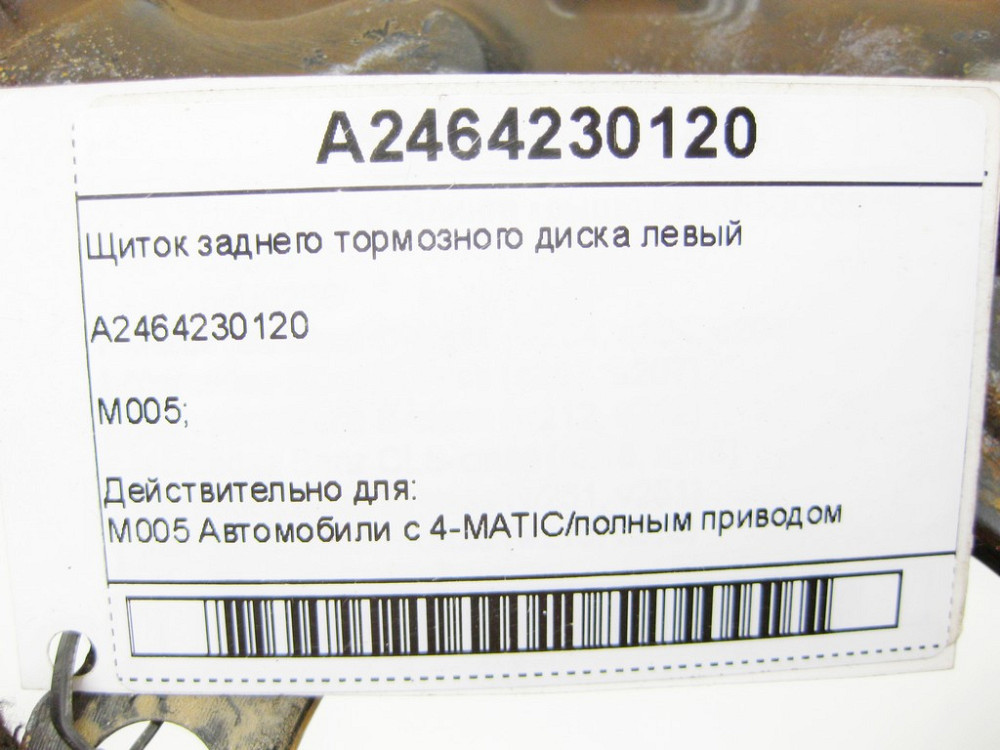 A2464230120
Щиток заднего тормозного диска левый
A2464230120
M005;
Действительно для:
M005 Автомобили с 4-MATIC/полным приводом